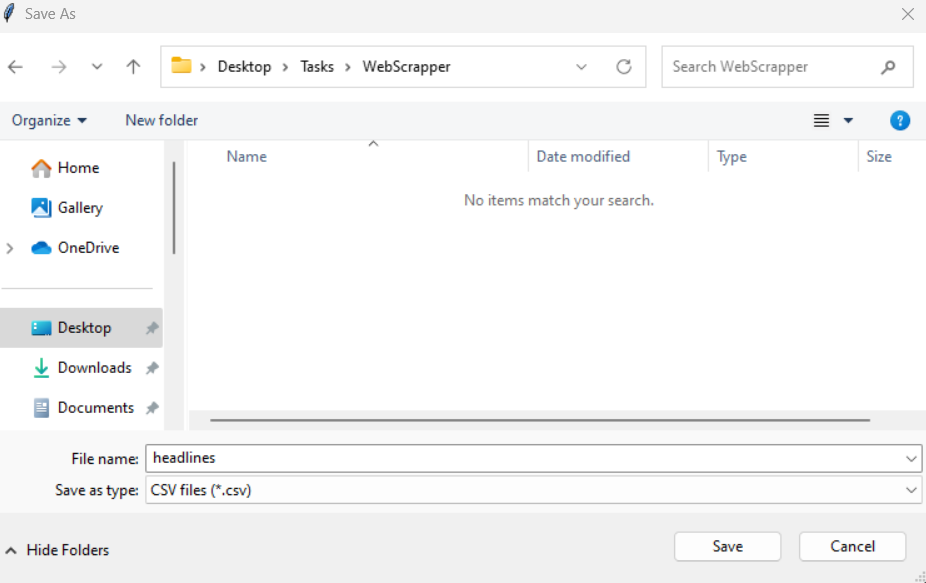 Save As
Desktop > Tasks > WebScrapper
Search WebScrapper
Organize
New folder
?
Name
Date modified
Type
Size
No items match your search.
Home
Gallery
OneDrive
Desktop
Downloads
Documents
File name: headlines
Save as type: CSV files (*.csv)
Hide Folders
Save
Cancel